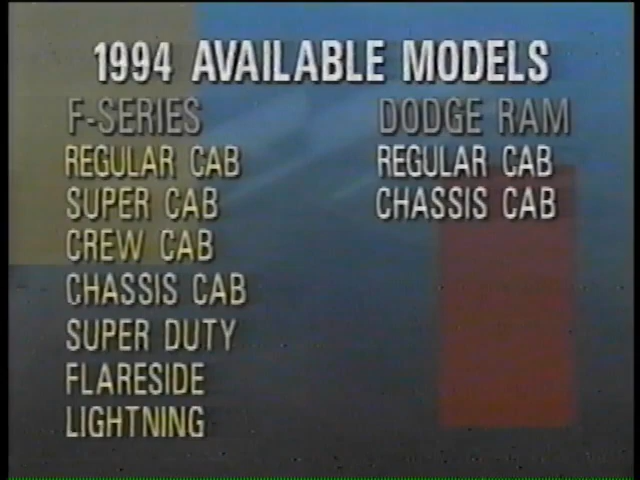 1994 AVAILABLE MODELS
F-SERIES
REGULAR CAB
SUPER CAB
CREW CAB
CHASSIS CAB
SUPER DUTY
FLARESIDE
LIGHTNING
DODGE RAM
REGULAR CAB
CHASSIS CAB